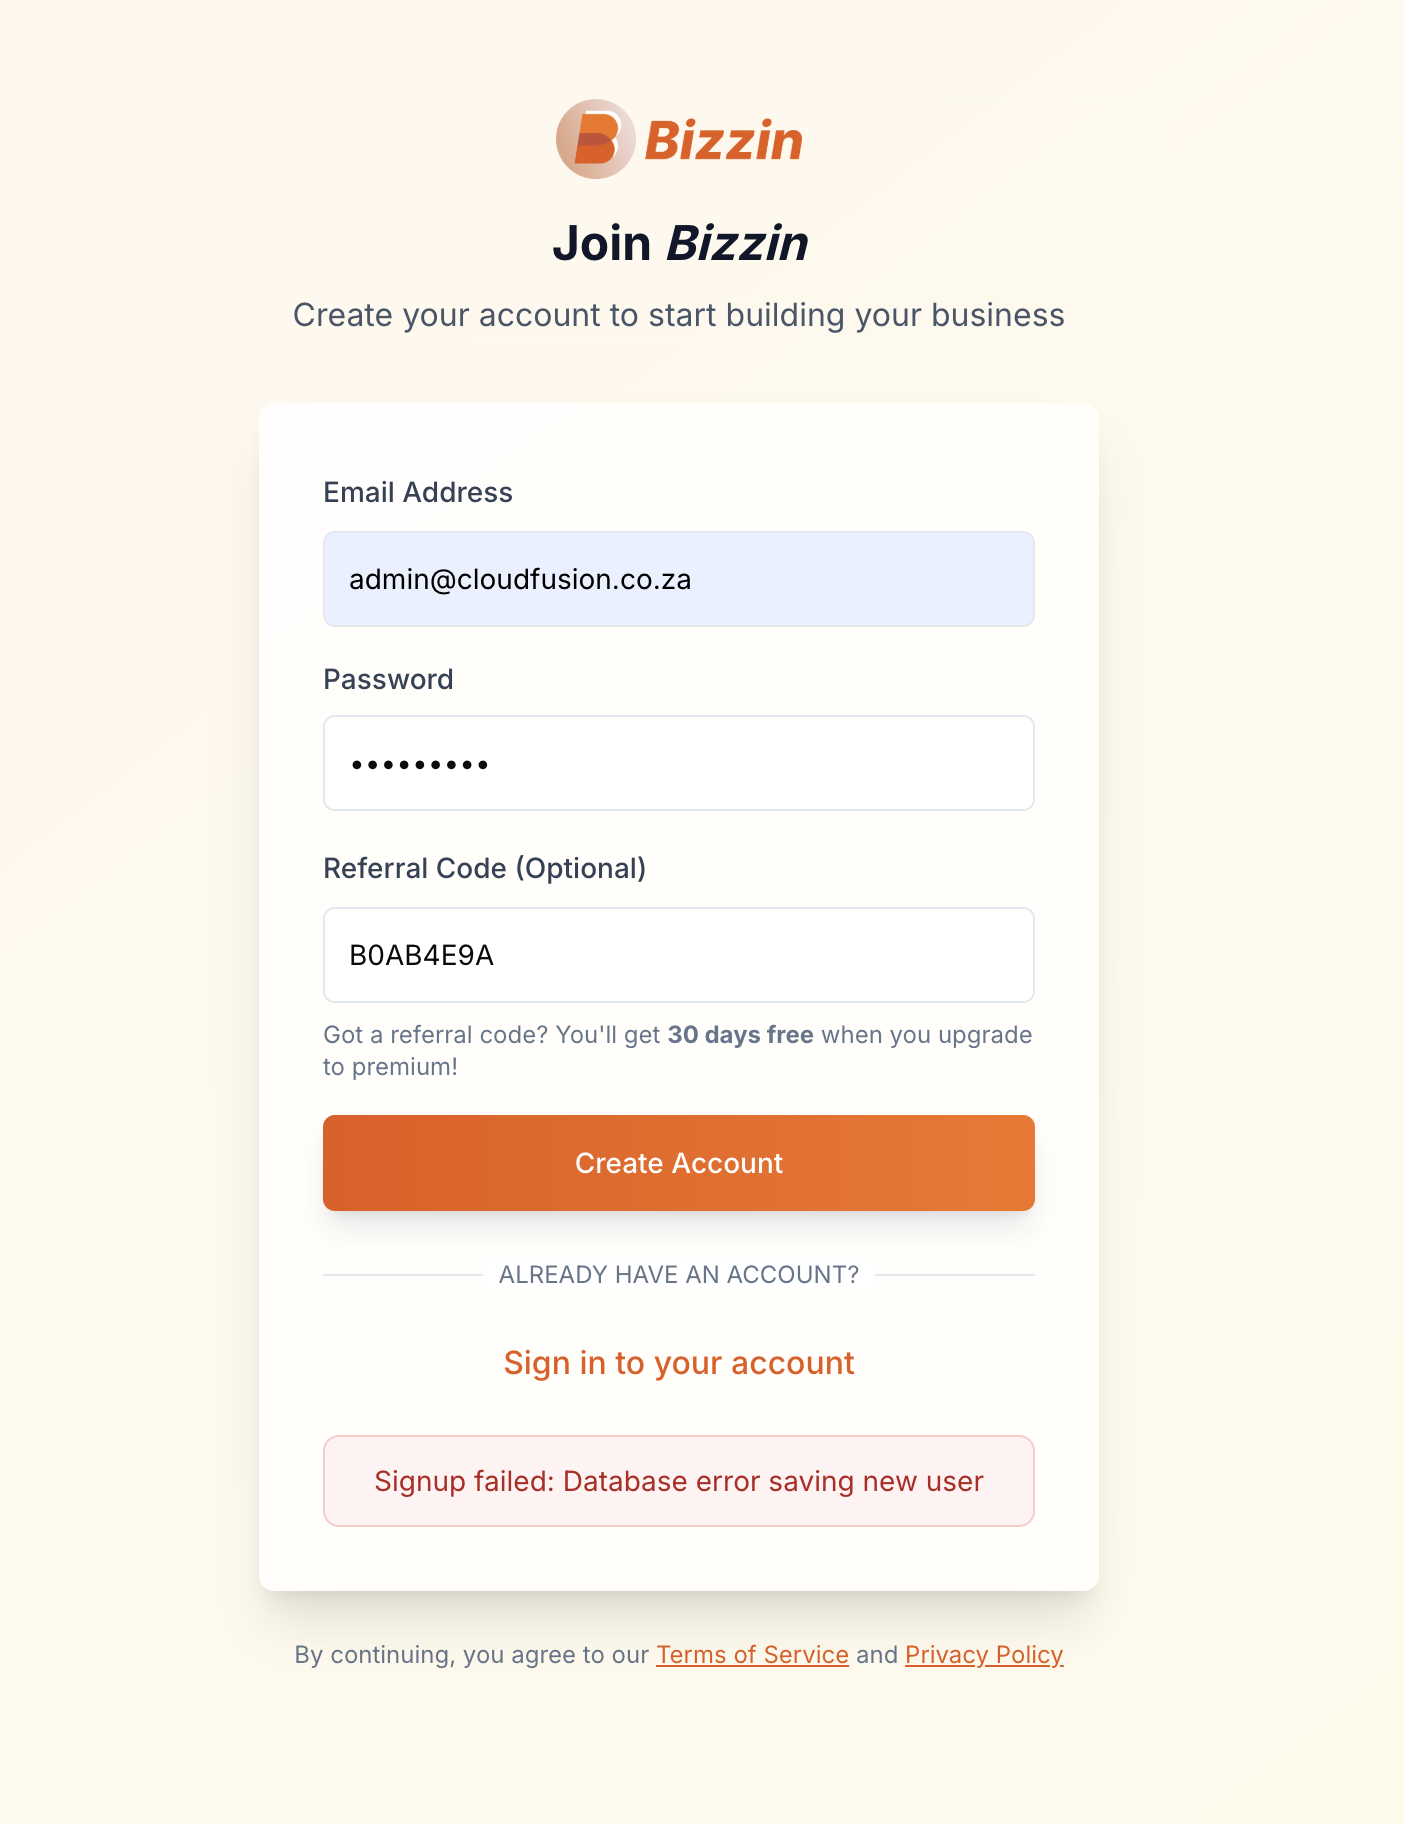 Bizzin
Join Bizzin
Create your account to start building your business
Email Address
admin@cloudfusion.co.za
Password
•••••••••
Referral Code (Optional)
B0AB4E9A
Got a referral code? You'll get 30 days free when you upgrade
to premium!
Create Account
ALREADY HAVE AN ACCOUNT?
Sign in to your account
Signup failed: Database error saving new user
By continuing, you agree to our Terms of Service and Privacy Policy